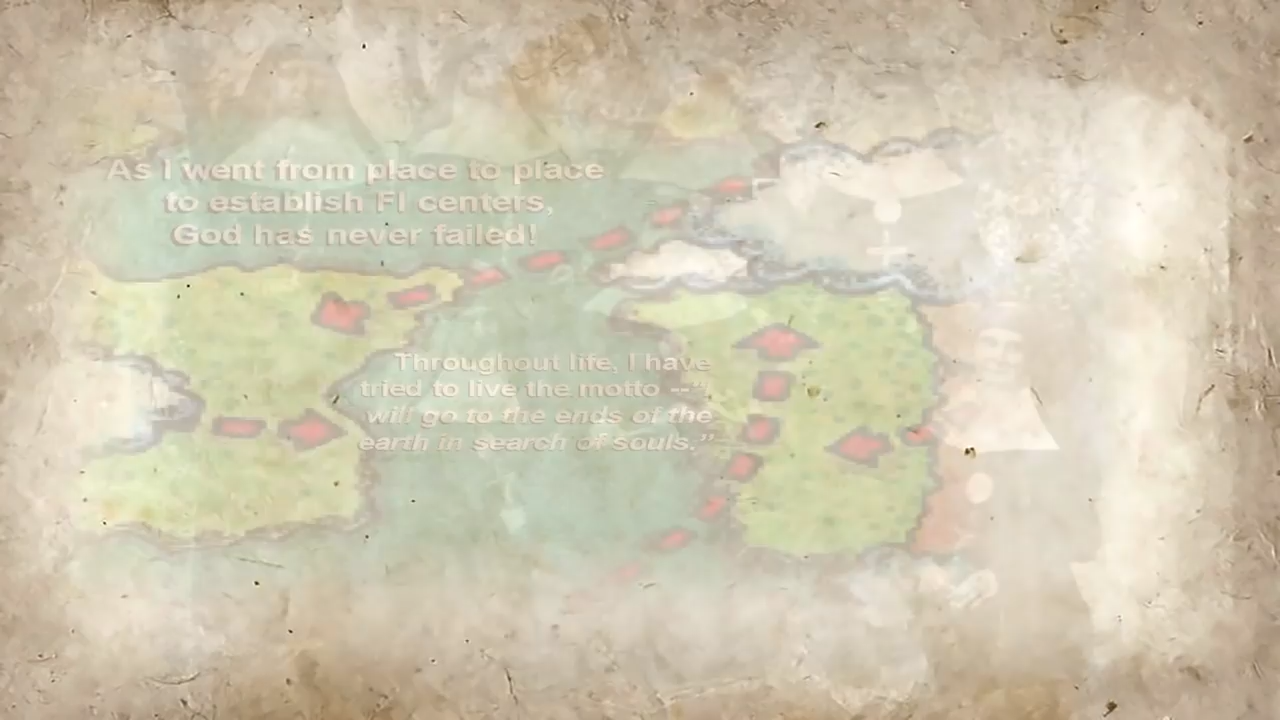 As I went from place to place
to establish FI centers,
God has never failed!
Throughout life, I have
tried to live the motto --"I
will go to the ends of the
earth in search of souls."